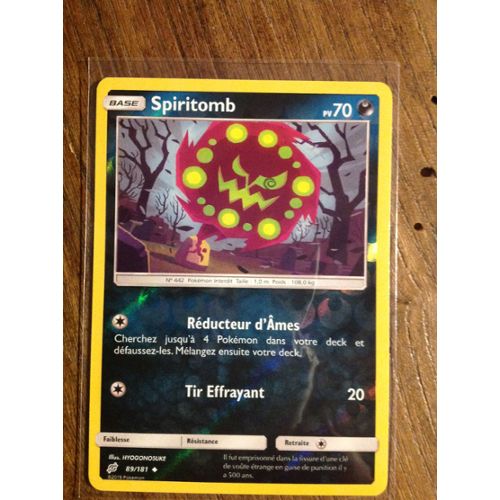 BASE Spiritomb PV70
N° 442 Pokémon Interdit Taille : 1,0 m Poids : 108,0 kg
Réducteur d'Âmes
Cherchez jusqu'à 4 Pokémon dans votre deck et
défaussez-les. Mélangez ensuite votre deck.
Tir Effrayant 20
Faiblesse Résistance Retraite
Illus. HYOGONOSUKE
89/181
©2019 Pokémon
Il fut emprisonné dans la fissure d'une clé
de voûte étrange en guise de punition il y
a 500 ans.